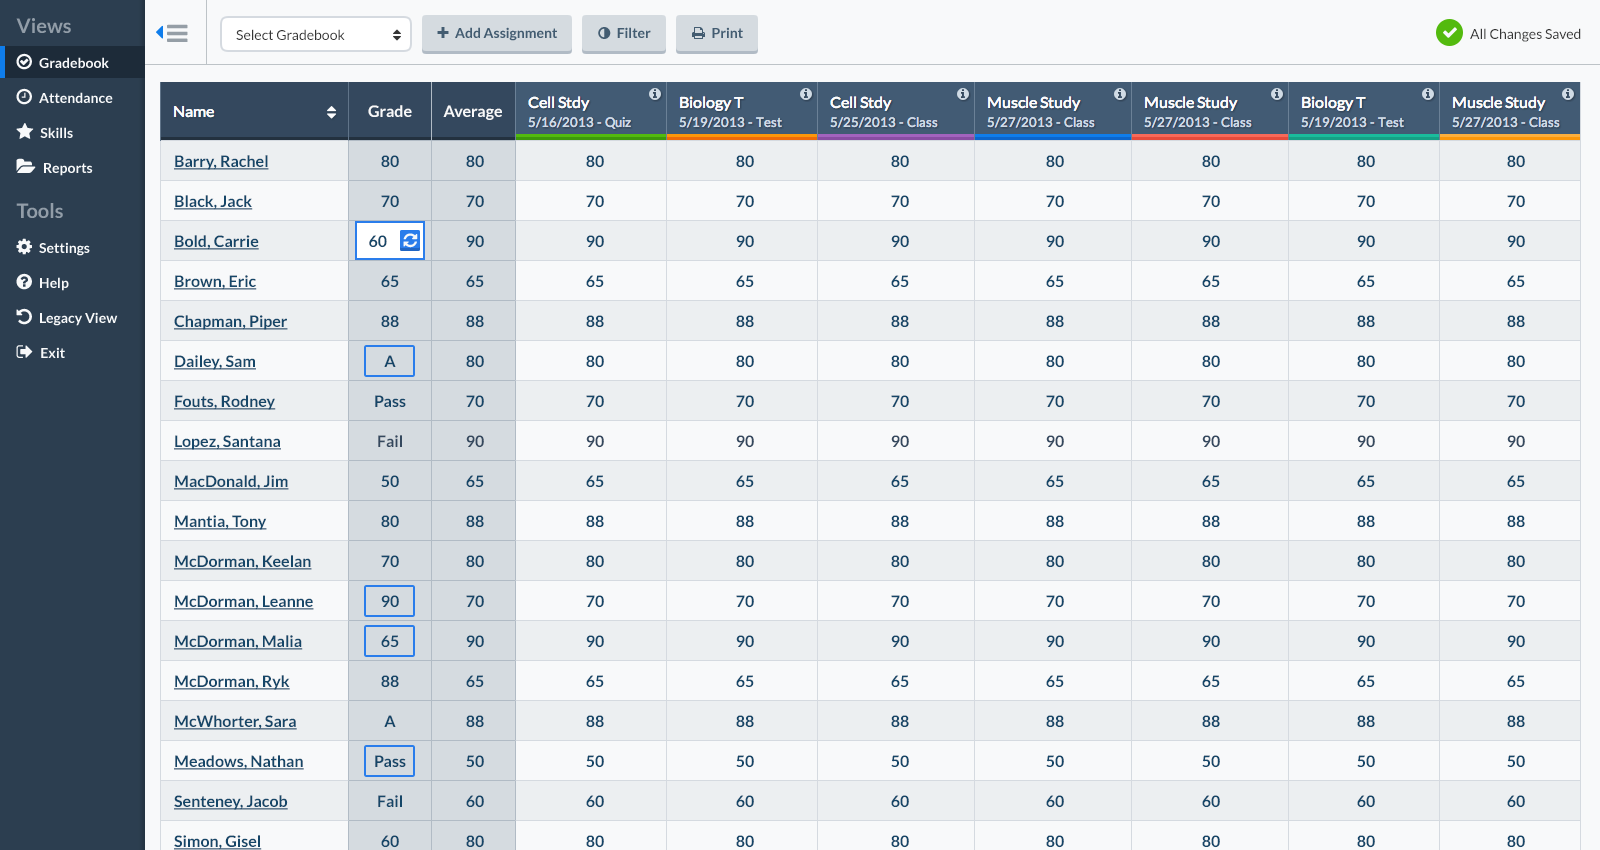 Views
Gradebook
Attendance
Skills
Reports
Tools
Settings
Help
Legacy View
Exit
Select Gradebook
Add Assignment
Filter
Print
All Changes Saved
Name Grade Average Cell Stdy Biology T Cell Stdy Muscle Study Muscle Study Biology T Muscle Study
5/16/2013 - Quiz 5/19/2013 - Test 5/25/2013 - Class 5/27/2013 - Class 5/27/2013 - Class 5/19/2013 - Test 5/27/2013 - Class
Barry, Rachel 80 80 80 80 80 80 80 80 80
Black, Jack 70 70 70 70 70 70 70 70 70
Bold, Carrie 60 90 90 90 90 90 90 90 90
Brown, Eric 65 65 65 65 65 65 65 65 65
Chapman, Piper 88 88 88 88 88 88 88 88 88
Dailey, Sam A 80 80 80 80 80 80 80 80
Fouts, Rodney Pass 70 70 70 70 70 70 70 70
Lopez, Santana Fail 90 90 90 90 90 90 90 90
MacDonald, Jim 50 65 65 65 65 65 65 65 65
Mantia, Tony 80 88 88 88 88 88 88 88 88
McDorman, Keelan 70 80 80 80 80 80 80 80 80
McDorman, Leanne 90 70 70 70 70 70 70 70 70
McDorman, Malia 65 90 90 90 90 90 90 90 90
McDorman, Ryk 88 65 65 65 65 65 65 65 65
McWhorter, Sara A 88 88 88 88 88 88 88 88
Meadows, Nathan Pass 50 50 50 50 50 50 50 50
Senteney, Jacob Fail 60 60 60 60 60 60 60 60
Simon, Gisel 60 80 80 80 80 80 80 80 80